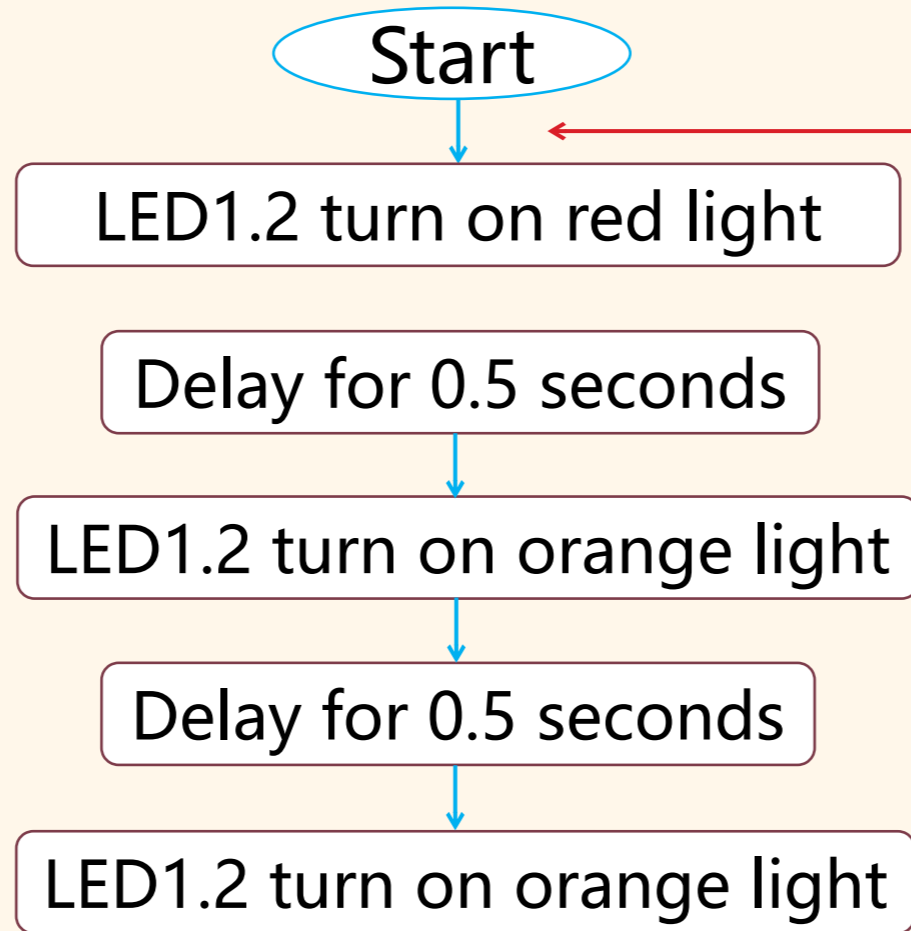 Start
LED1.2 turn on red light
Delay for 0.5 seconds
LED1.2 turn on orange light
Delay for 0.5 seconds
LED1.2 turn on orange light